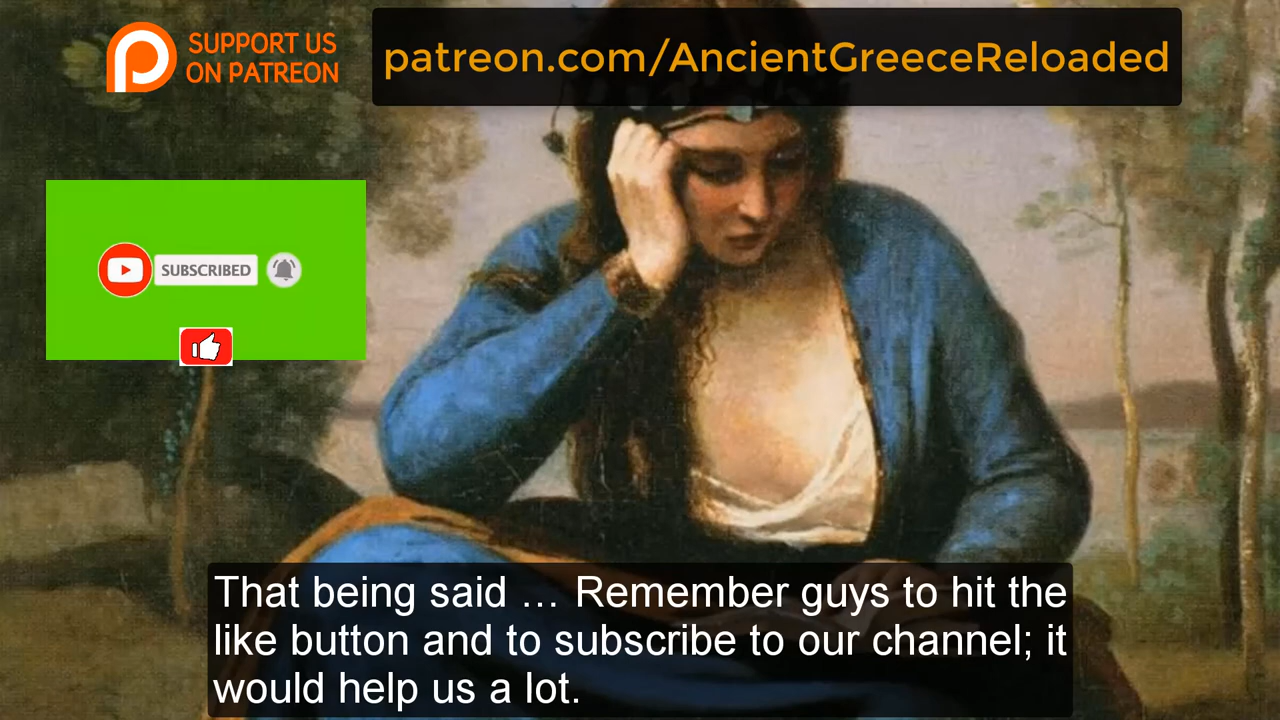 SUPPORT US
ON PATREON
patreon.com/AncientGreeceReloaded
SUBSCRIBED
That being said … Remember guys to hit the
like button and to subscribe to our channel; it
would help us a lot.